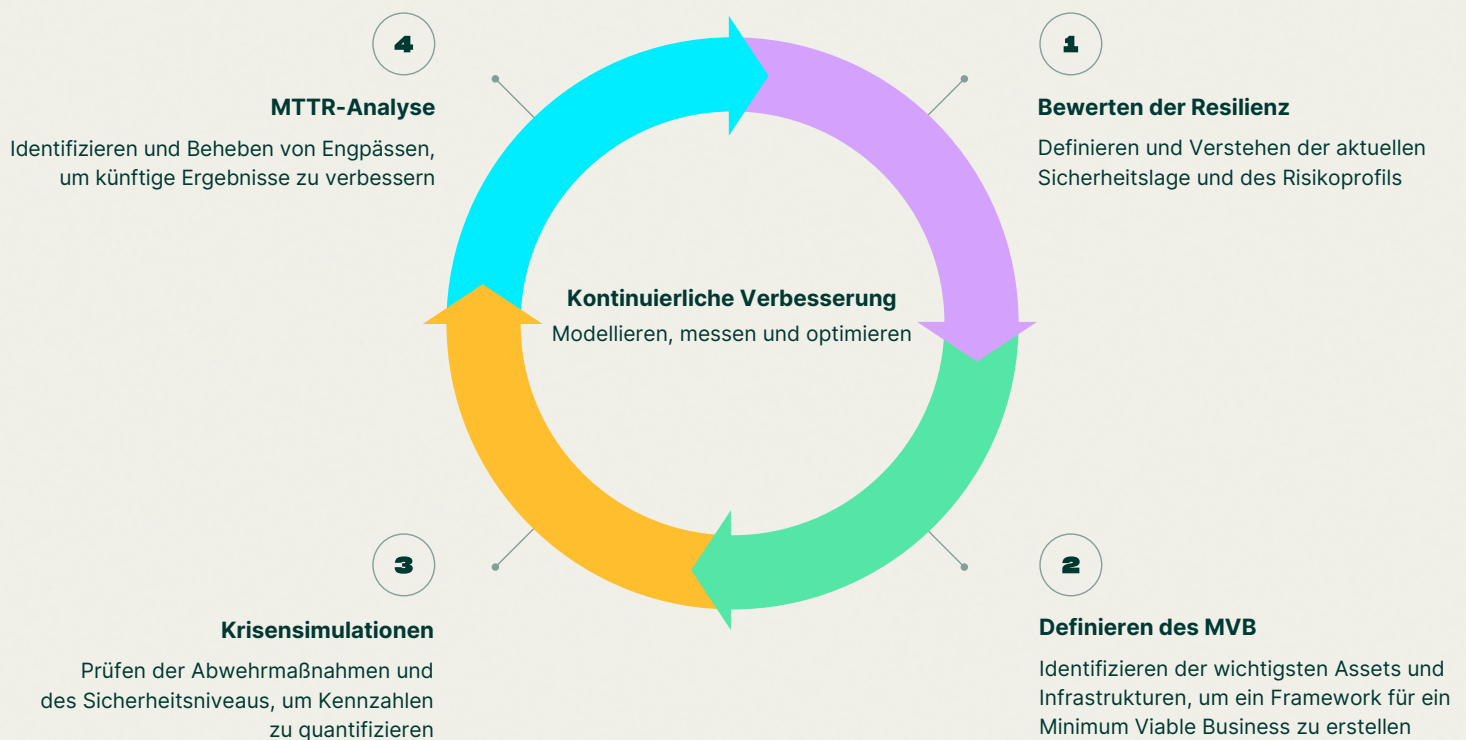 4
MTTR-Analyse
Identifizieren und Beheben von Engpässen,
um künftige Ergebnisse zu verbessern
1
Bewerten der Resilienz
Definieren und Verstehen der aktuellen
Sicherheitslage und des Risikoprofils
Kontinuierliche Verbesserung
Modellieren, messen und optimieren
3
Krisensimulationen
Prüfen der Abwehrmaßnahmen und
des Sicherheitsniveaus, um Kennzahlen
zu quantifizieren
2
Definieren des MVB
Identifizieren der wichtigsten Assets und
Infrastrukturen, um ein Framework für ein
Minimum Viable Business zu erstellen